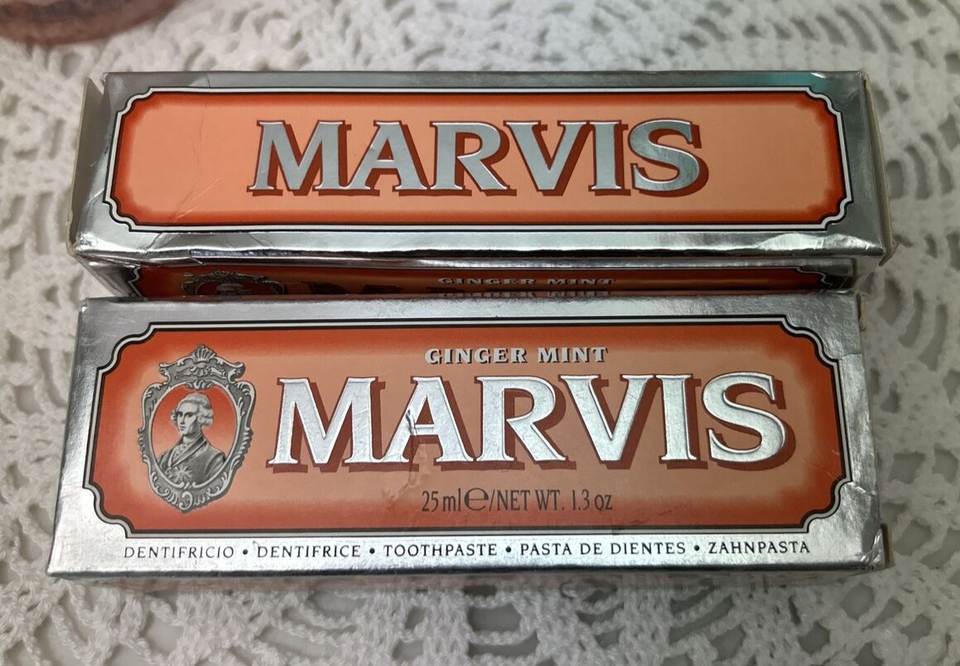 MARVIS
GINGER MINT
GINGER MINT
MARVIS
25 ml ℮/NET WT. 1.3 oz
DENTIFRICIO • DENTIFRICE • TOOTHPASTE • PASTA DE DIENTES • ZAHNPASTA